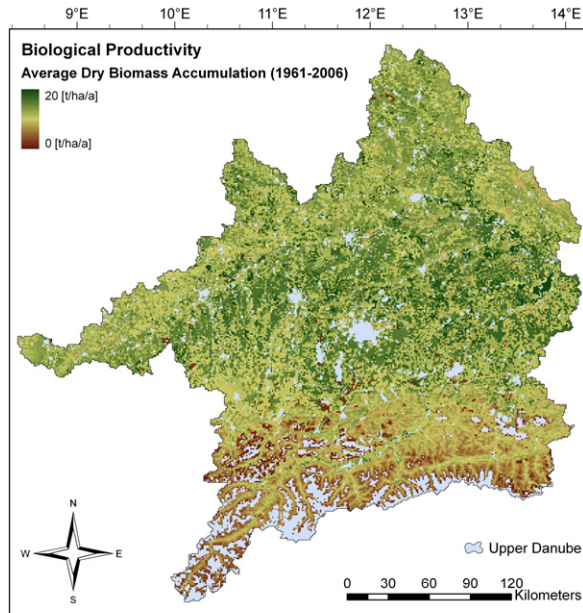 9°E 10°E 11°E 12°E 13°E 14°E
Biological Productivity
Average Dry Biomass Accumulation (1961-2006)
20 [t/ha/a]
0 [t/ha/a]
N
W E
S
Upper Danube
0 15 30 60 90 120
Kilometers